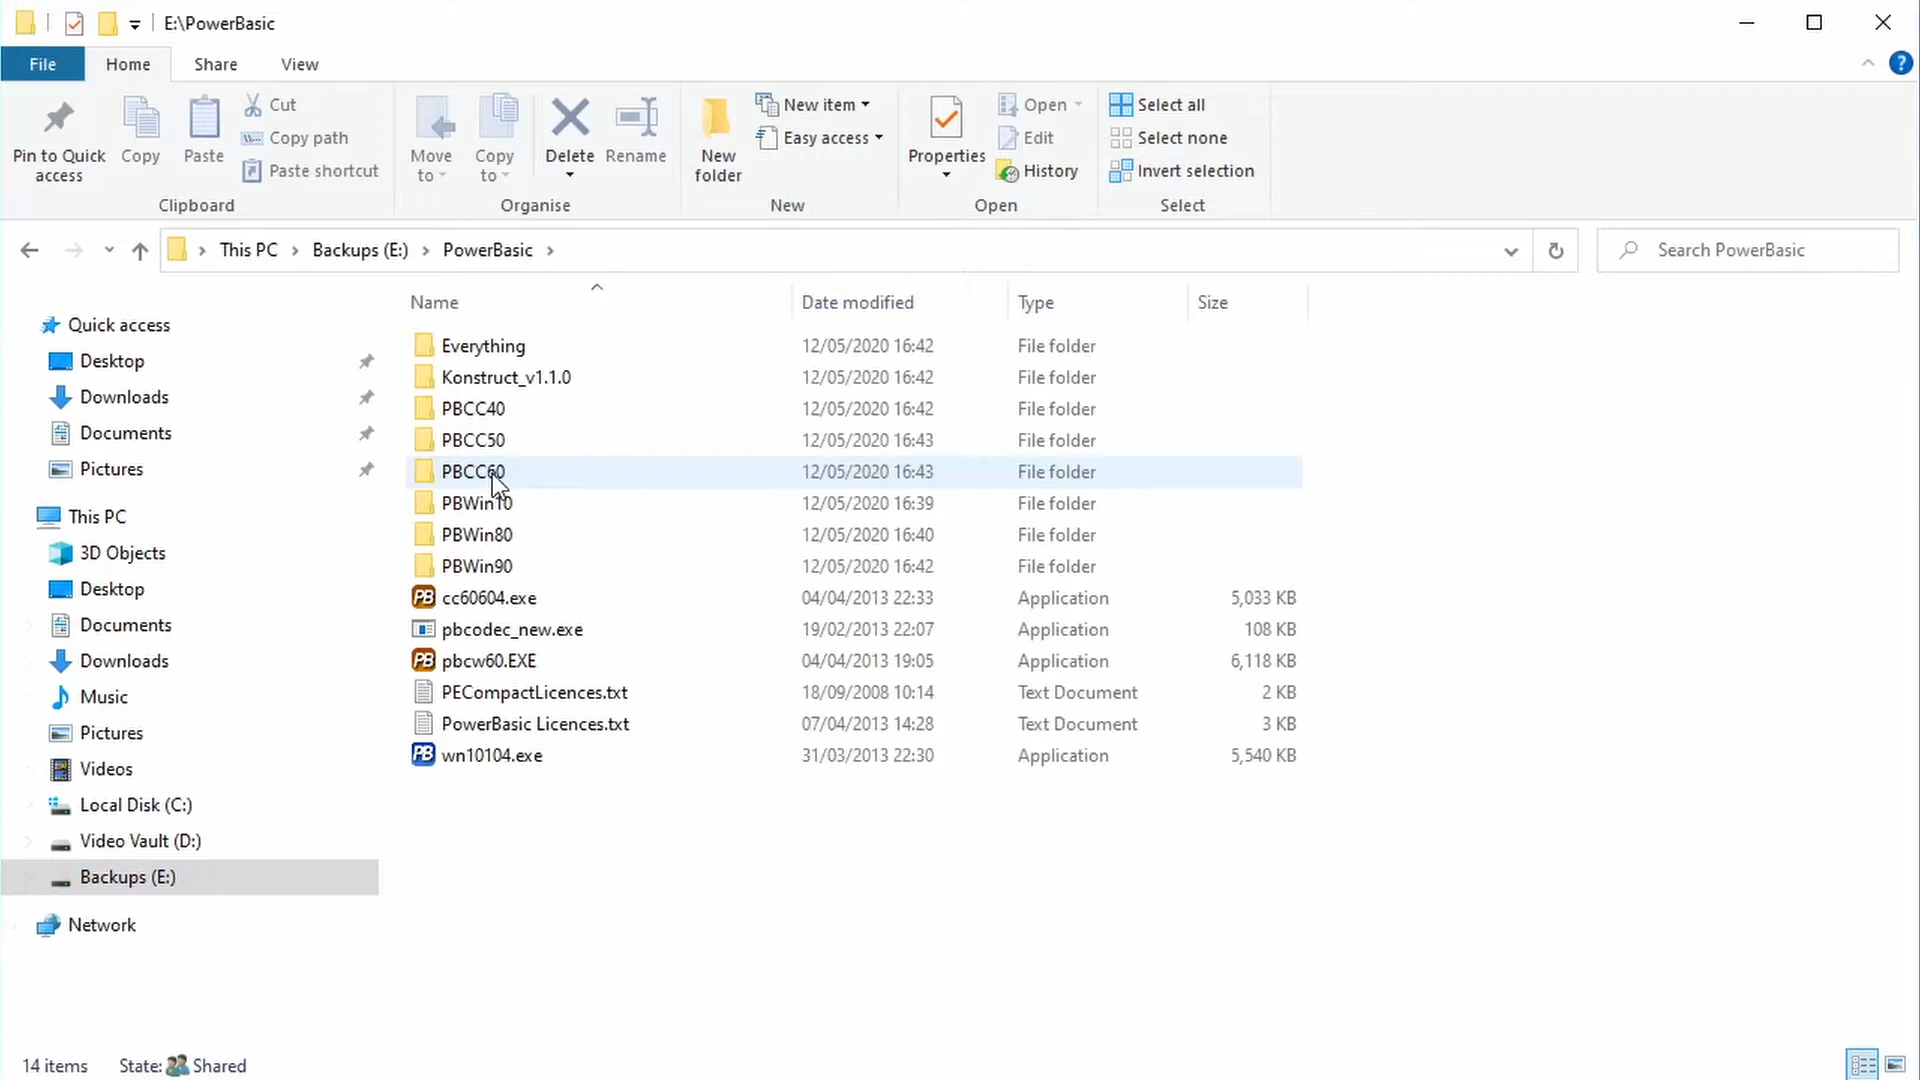 E:\PowerBasic
File Home Share View
Pin to Quick access
Copy
Paste
Cut
Copy path
Paste shortcut
Clipboard
Move to
Copy to
Delete
Rename
Organise
New folder
New item
Easy access
New
Properties
Open
Edit
History
Open
Select all
Select none
Invert selection
Select
This PC Backups (E:) PowerBasic
Search PowerBasic
Quick access
Desktop
Downloads
Documents
Pictures
This PC
3D Objects
Desktop
Documents
Downloads
Music
Pictures
Videos
Local Disk (C:)
Video Vault (D:)
Backups (E:)
Network
Name Date modified Type Size
Everything 12/05/2020 16:42 File folder
Konstruct_v1.1.0 12/05/2020 16:42 File folder
PBCC40 12/05/2020 16:42 File folder
PBCC50 12/05/2020 16:43 File folder
PBCC60 12/05/2020 16:43 File folder
PBWin10 12/05/2020 16:39 File folder
PBWin80 12/05/2020 16:40 File folder
PBWin90 12/05/2020 16:42 File folder
PB cc60604.exe 04/04/2013 22:33 Application 5,033 KB
pbcodec_new.exe 19/02/2013 22:07 Application 108 KB
PB pbcw60.EXE 04/04/2013 19:05 Application 6,118 KB
PECompactLicences.txt 18/09/2008 10:14 Text Document 2 KB
PowerBasic Licences.txt 07/04/2013 14:28 Text Document 3 KB
PB wn10104.exe 31/03/2013 22:30 Application 5,540 KB
14 items State: Shared